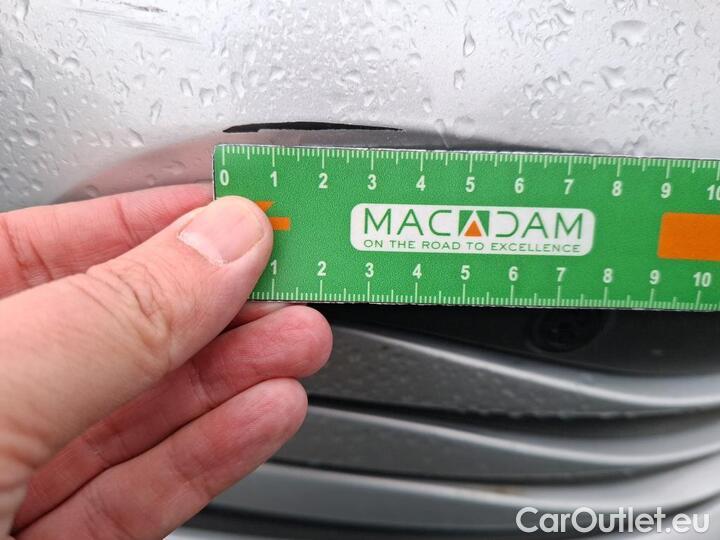 0 1 2 3 4 5 6 7 8 9 10
MACADAM
ON THE ROAD TO EXCELLENCE
1 2 3 4 5 6 7 8 9 10
CarOutlet.eu